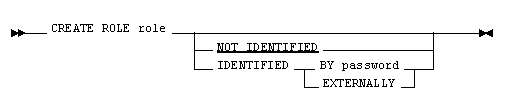 CREATE ROLE role
NOT IDENTIFIED
IDENTIFIED BY password
EXTERNALLY